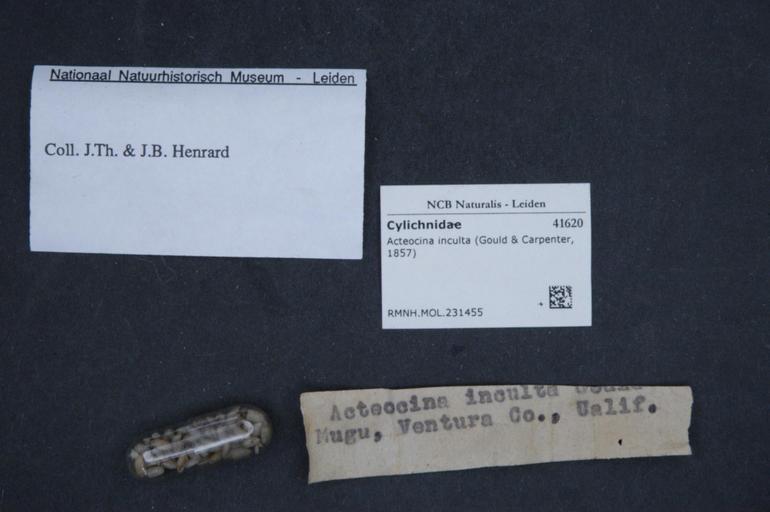 Nationaal Natuurhistorisch Museum - Leiden
Coll. J.Th. & J.B. Henrard
NCB Naturalis - Leiden
Cylichnidae 41620
Acteocina inculta (Gould & Carpenter,
1857)
RMNH.MOL.231455
Acteocina inculta Gould
Mugu, Ventura Co., Calif.